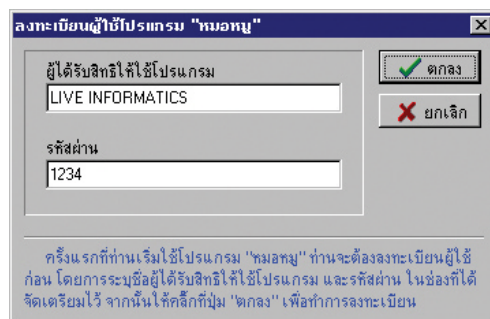 ลงทะเบียนผู้ใช้โปรแกรม "หมอหมู"
ผู้ได้รับสิทธิให้ใช้โปรแกรม
LIVE INFORMATICS
ตกลง
ยกเลิก
รหัสผ่าน
1234
ครั้งแรกที่ท่านเริ่มใช้โปรแกรม "หมอหมู" ท่านจะต้องลงทะเบียนผู้ใช้
ก่อน โดยการระบุชื่อผู้ได้รับสิทธิให้ใช้โปรแกรม และรหัสผ่าน ในช่องที่ได้
จัดเตรียมไว้ จากนั้นให้คลิ๊กที่ปุ่ม "ตกลง" เพื่อทำการลงทะเบียน